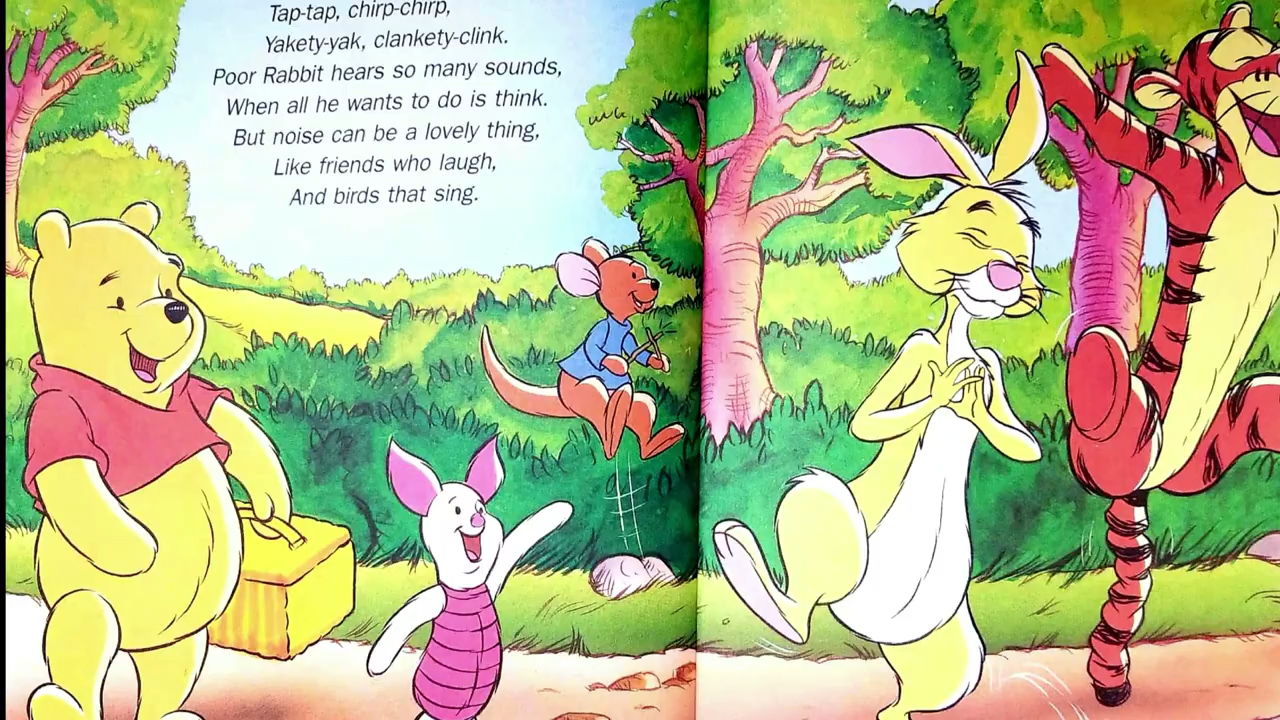 Tap-tap, chirp-chirp,
Yakety-yak, clankety-clink.
Poor Rabbit hears so many sounds,
When all he wants to do is think.
But noise can be a lovely thing,
Like friends who laugh,
And birds that sing.